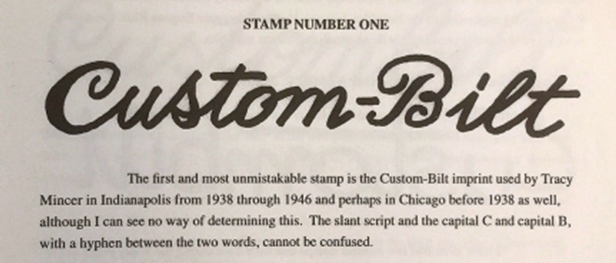 STAMP NUMBER ONE
Custom-Bilt
The first and most unmistakable stamp is the Custom-Bilt imprint used by Tracy
Mincer in Indianapolis from 1938 through 1946 and perhaps in Chicago before 1938 as well,
although I can see no way of determining this. The slant script and the capital C and capital B,
with a hyphen between the two words, cannot be confused.